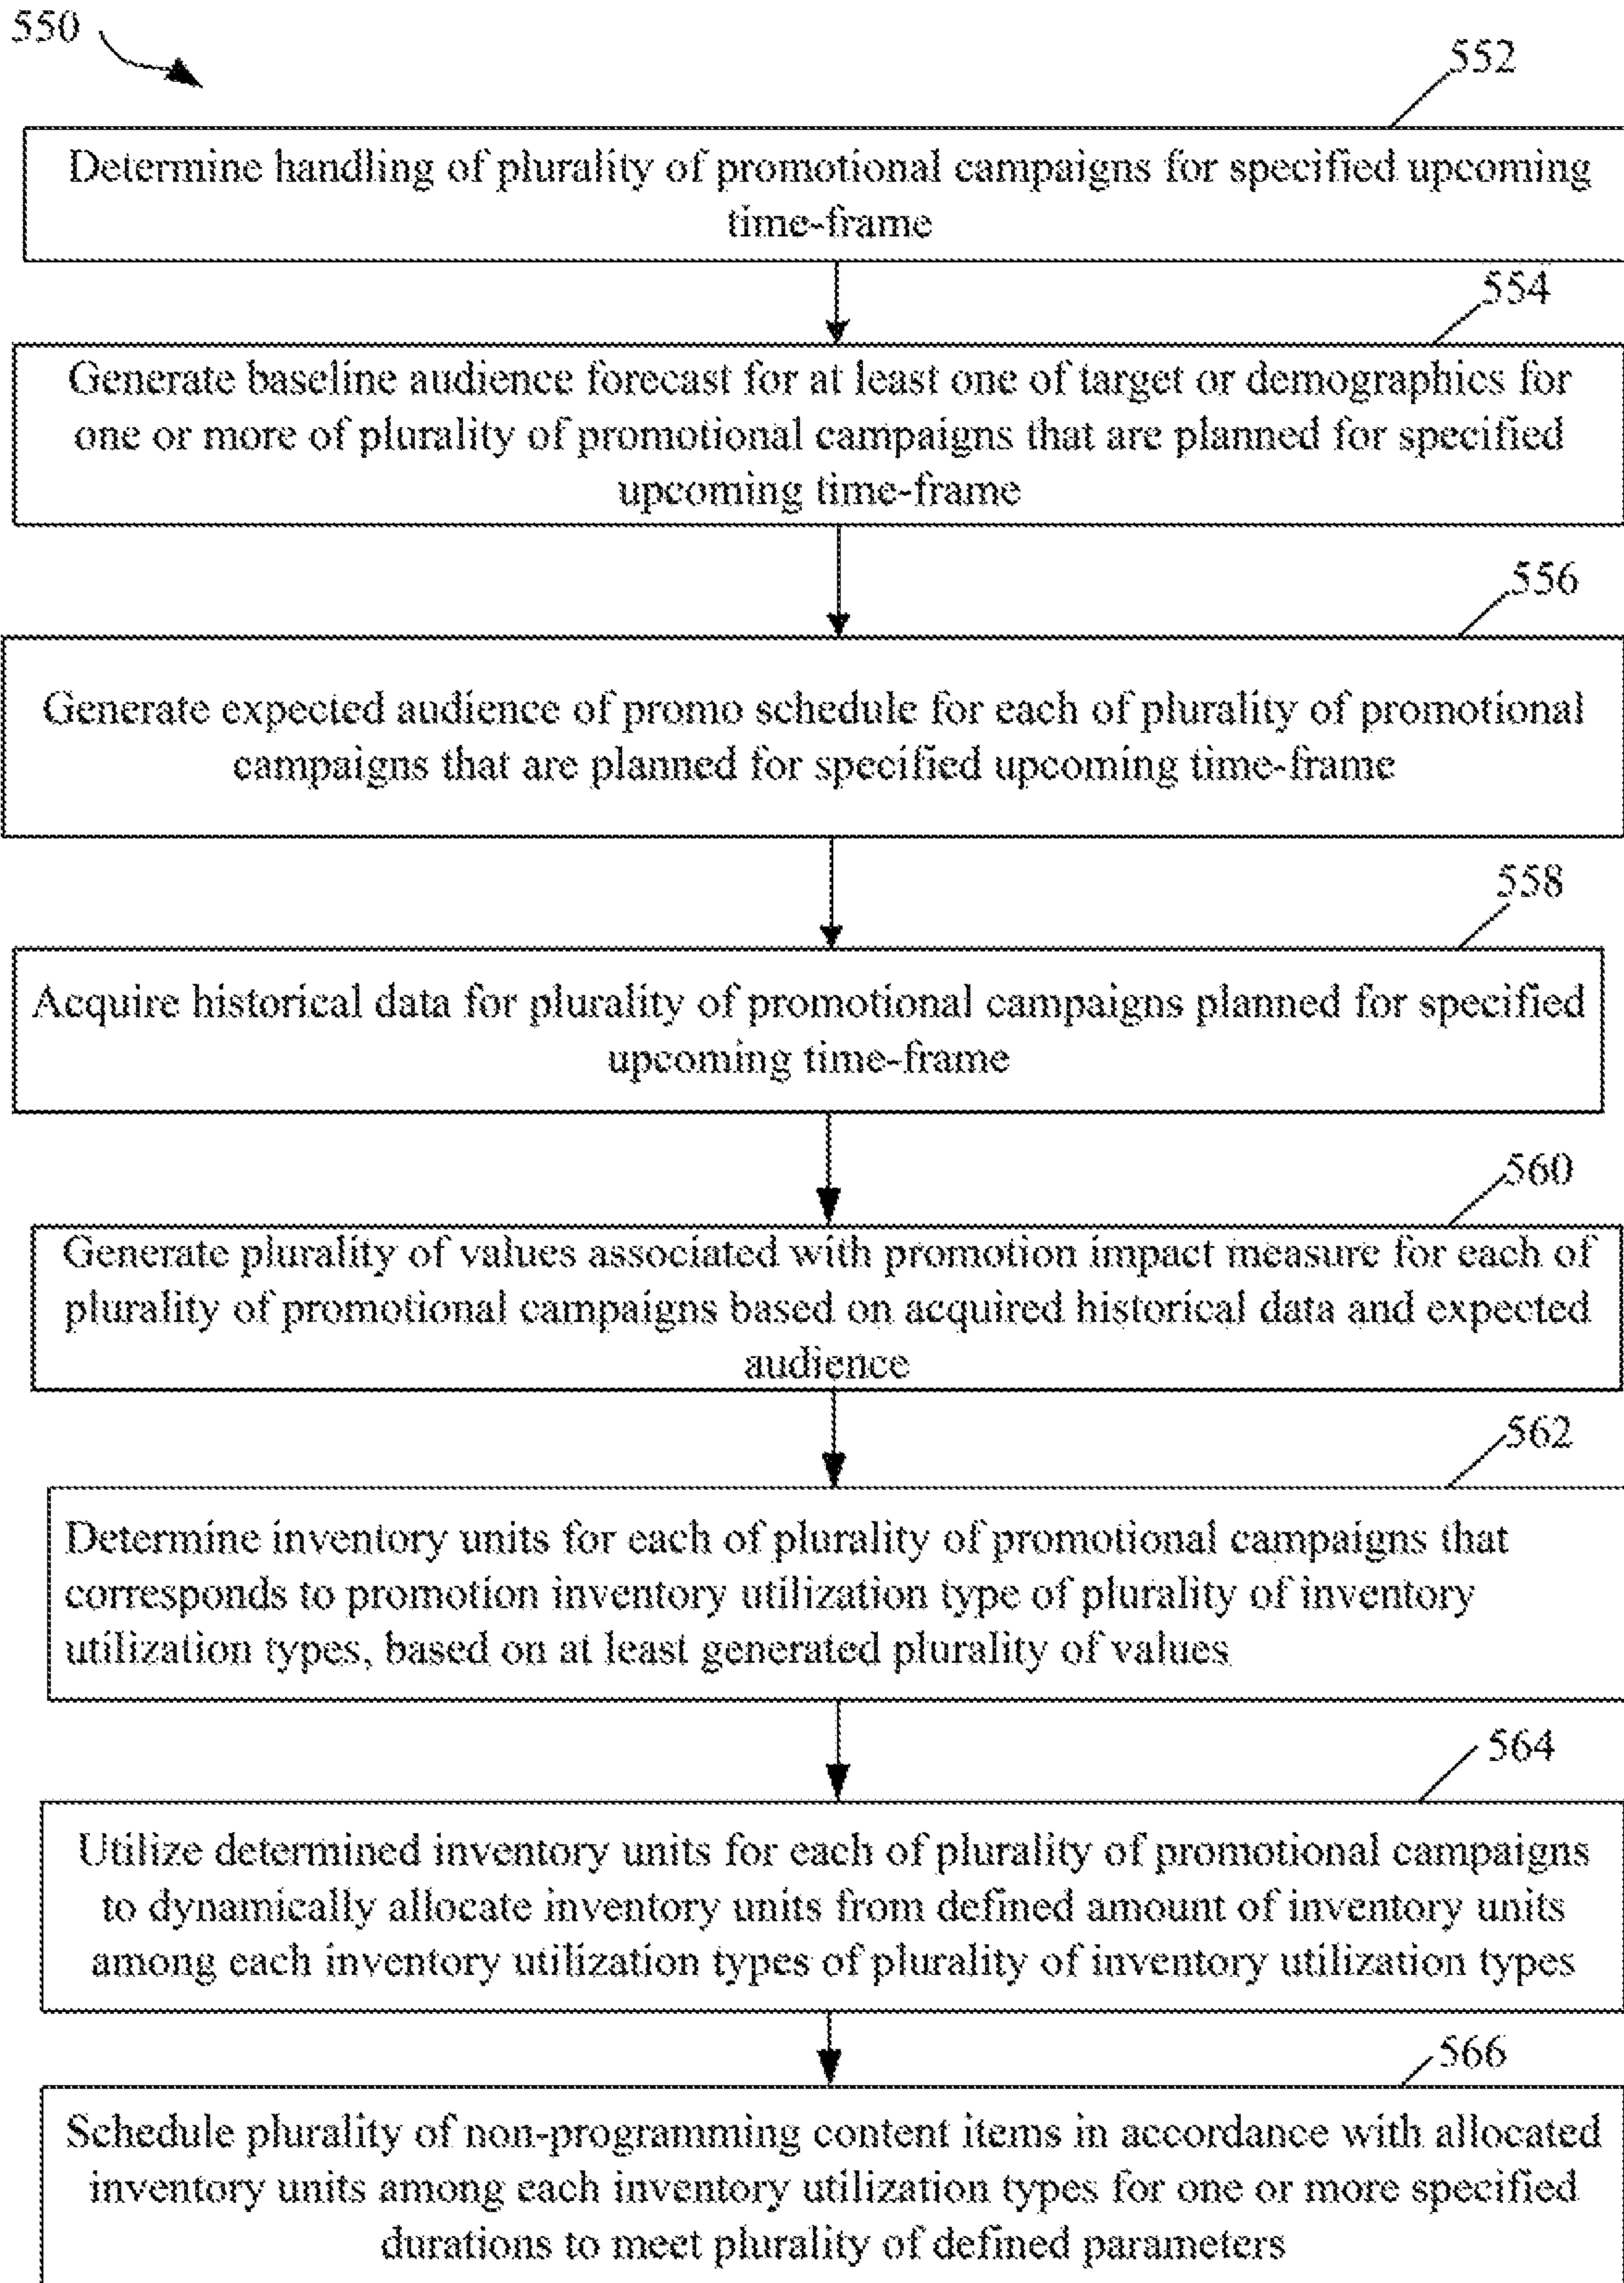 550
552
Determine handling of plurality of promotional campaigns for specified upcoming
time-frame
554
Generate baseline audience forecast for at least one of target or demographics for
one or more of plurality of promotional campaigns that are planned for specified
upcoming time-frame
556
Generate expected audience of promo schedule for each of plurality of promotional
campaigns that are planned for specified upcoming time-frame
558
Acquire historical data for plurality of promotional campaigns planned for specified
upcoming time-frame
560
Generate plurality of values associated with promotion impact measure for each of
plurality of promotional campaigns based on acquired historical data and expected
audience
562
Determine inventory units for each of plurality of promotional campaigns that
corresponds to promotion inventory utilization type of plurality of inventory
utilization types, based on at least generated plurality of values
564
Utilize determined inventory units for each of plurality of promotional campaigns
to dynamically allocate inventory units from defined amount of inventory units
among each inventory utilization types of plurality of inventory utilization types
566
Schedule plurality of non-programming content items in accordance with allocated
inventory units among each inventory utilization types for one or more specified
durations to meet plurality of defined parameters